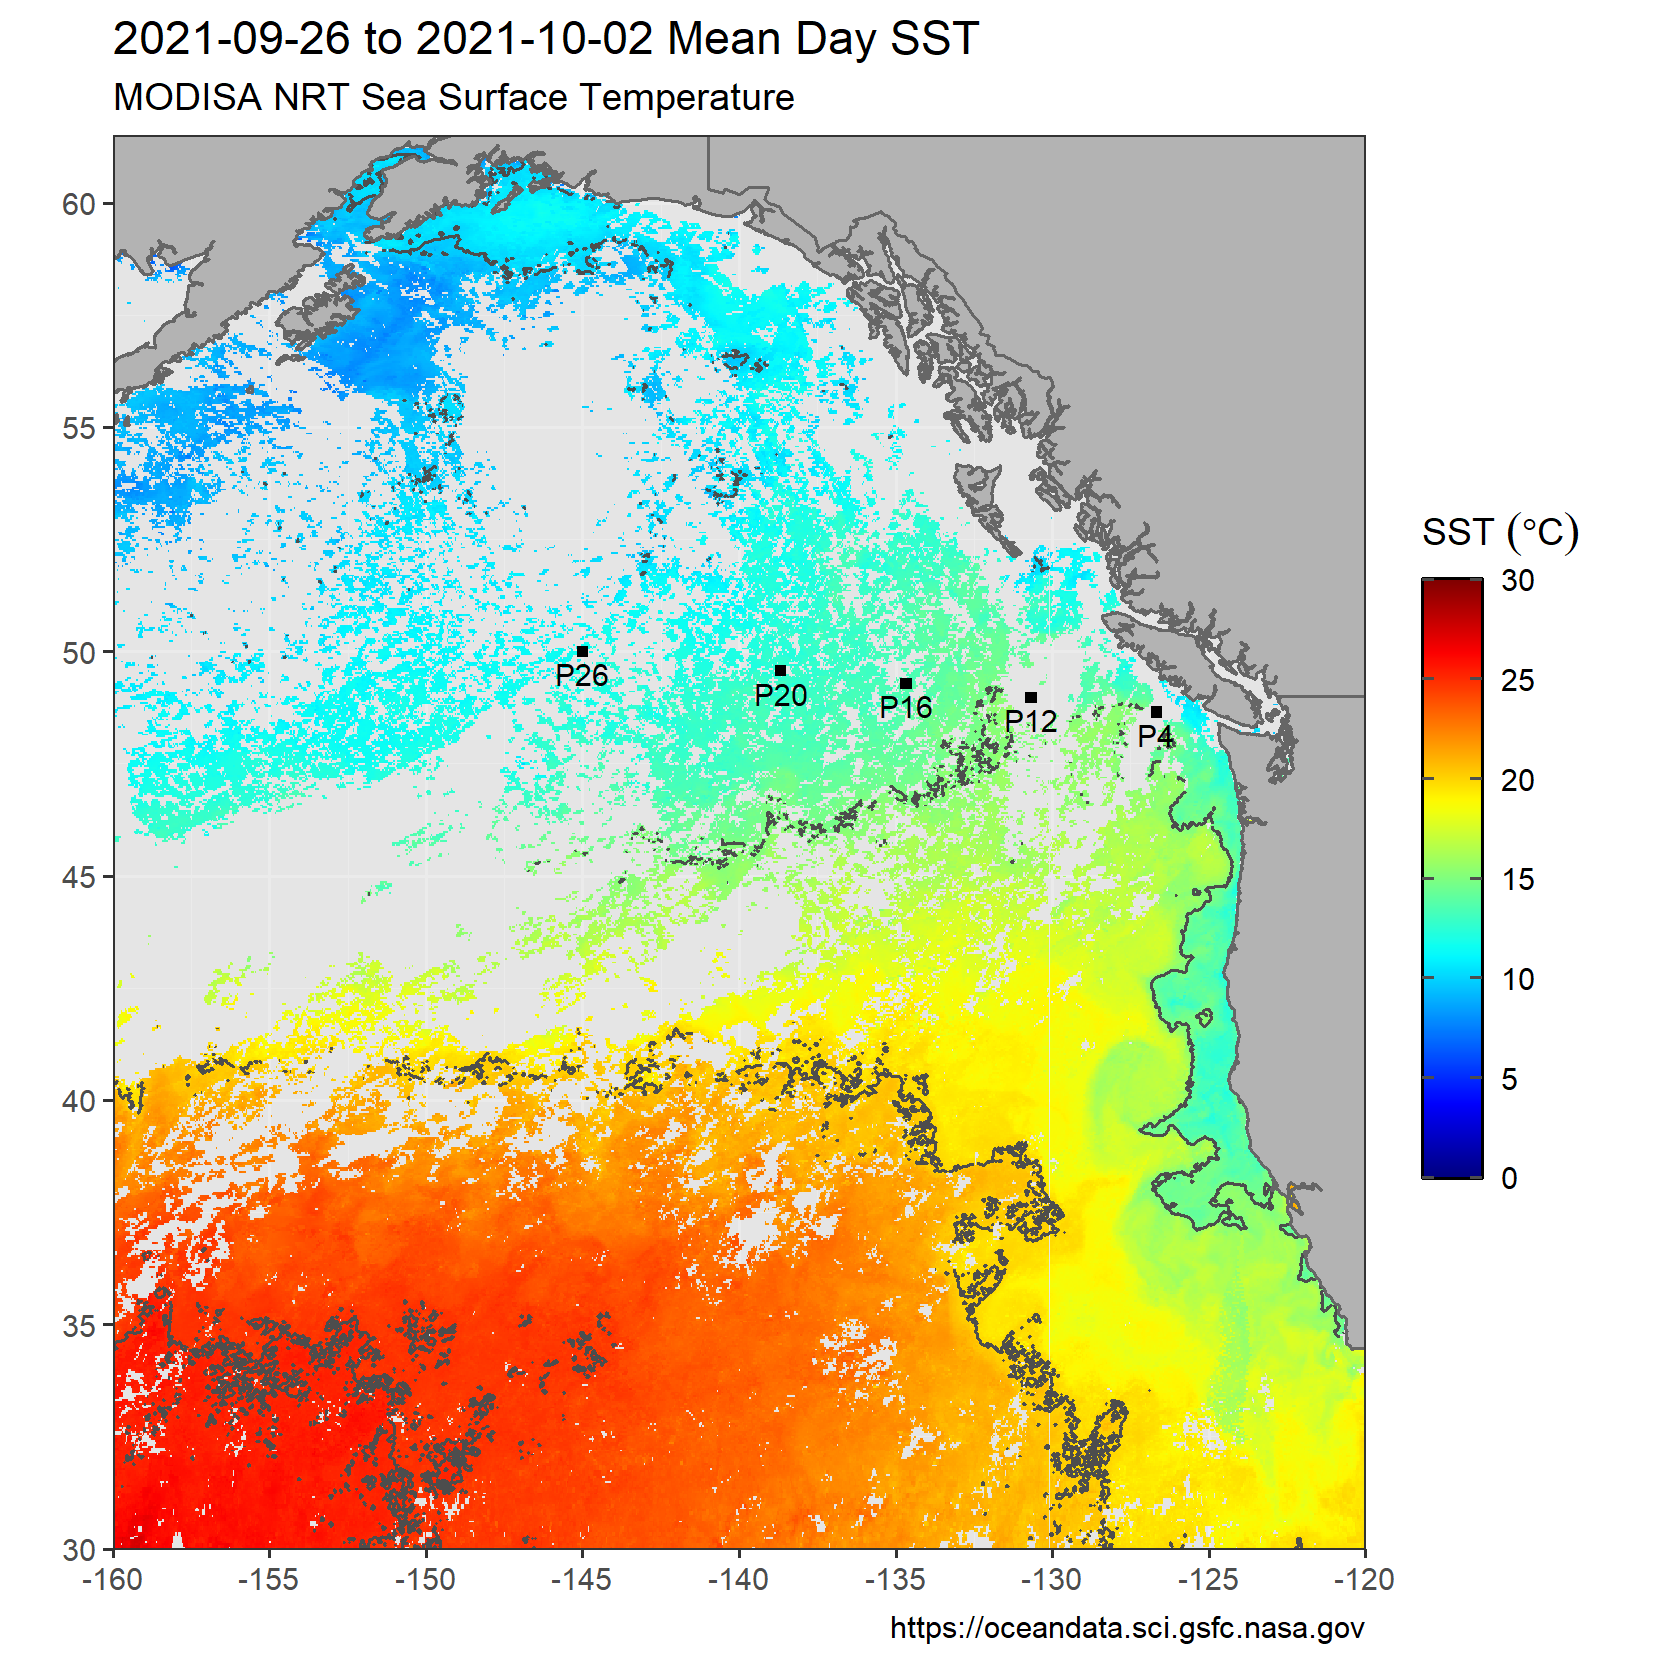 2021-09-26 to 2021-10-02 Mean Day SST
MODISA NRT Sea Surface Temperature
60
55
50
45
40
35
30
P26
P20
P16
P12
P4
-160 -155 -150 -145 -140 -135 -130 -125 -120
SST (°C)
30
25
20
15
10
5
0
https://oceandata.sci.gsfc.nasa.gov